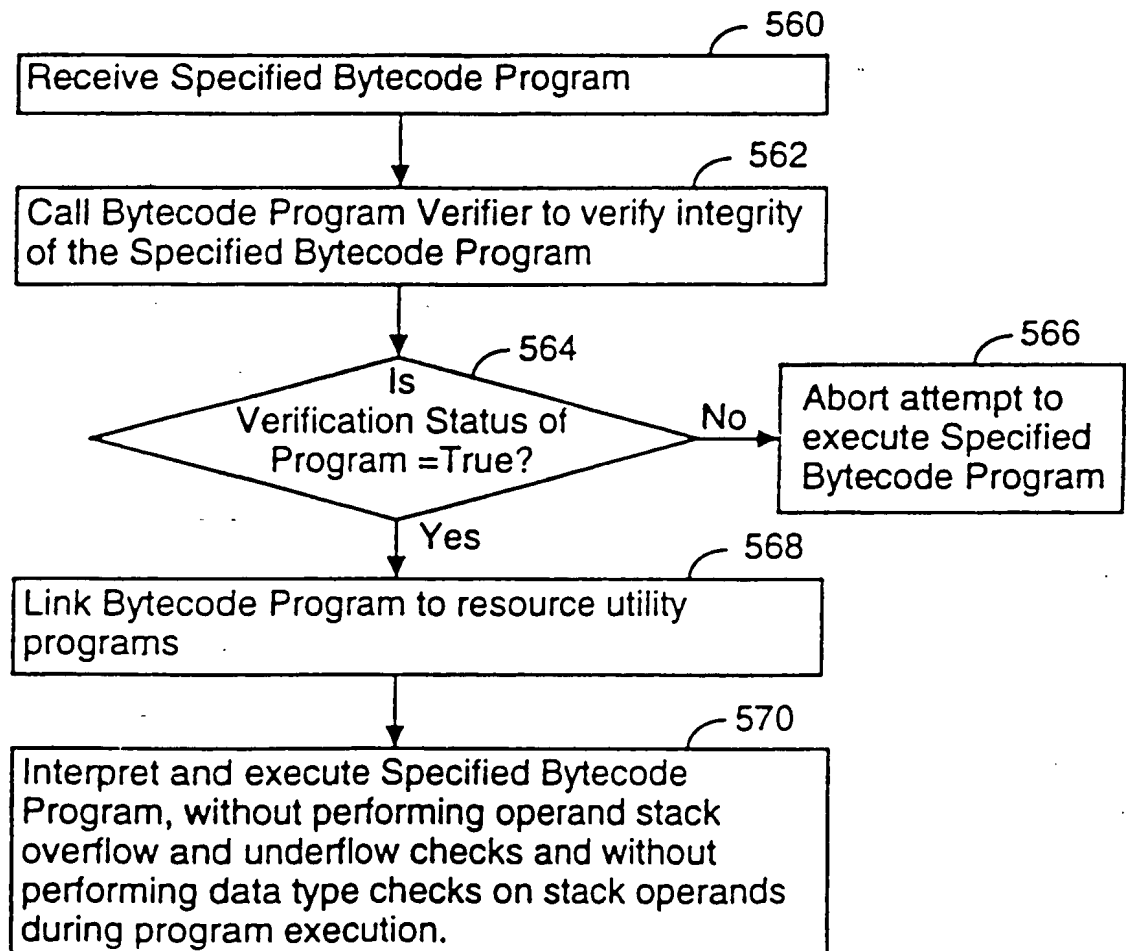 560
Receive Specified Bytecode Program
562
Call Bytecode Program Verifier to verify integrity
of the Specified Bytecode Program
564
Is
Verification Status of
Program =True?
No
566
Abort attempt to
execute Specified
Bytecode Program
Yes
568
Link Bytecode Program to resource utility
programs
570
Interpret and execute Specified Bytecode
Program, without performing operand stack
overflow and underflow checks and without
performing data type checks on stack operands
during program execution.